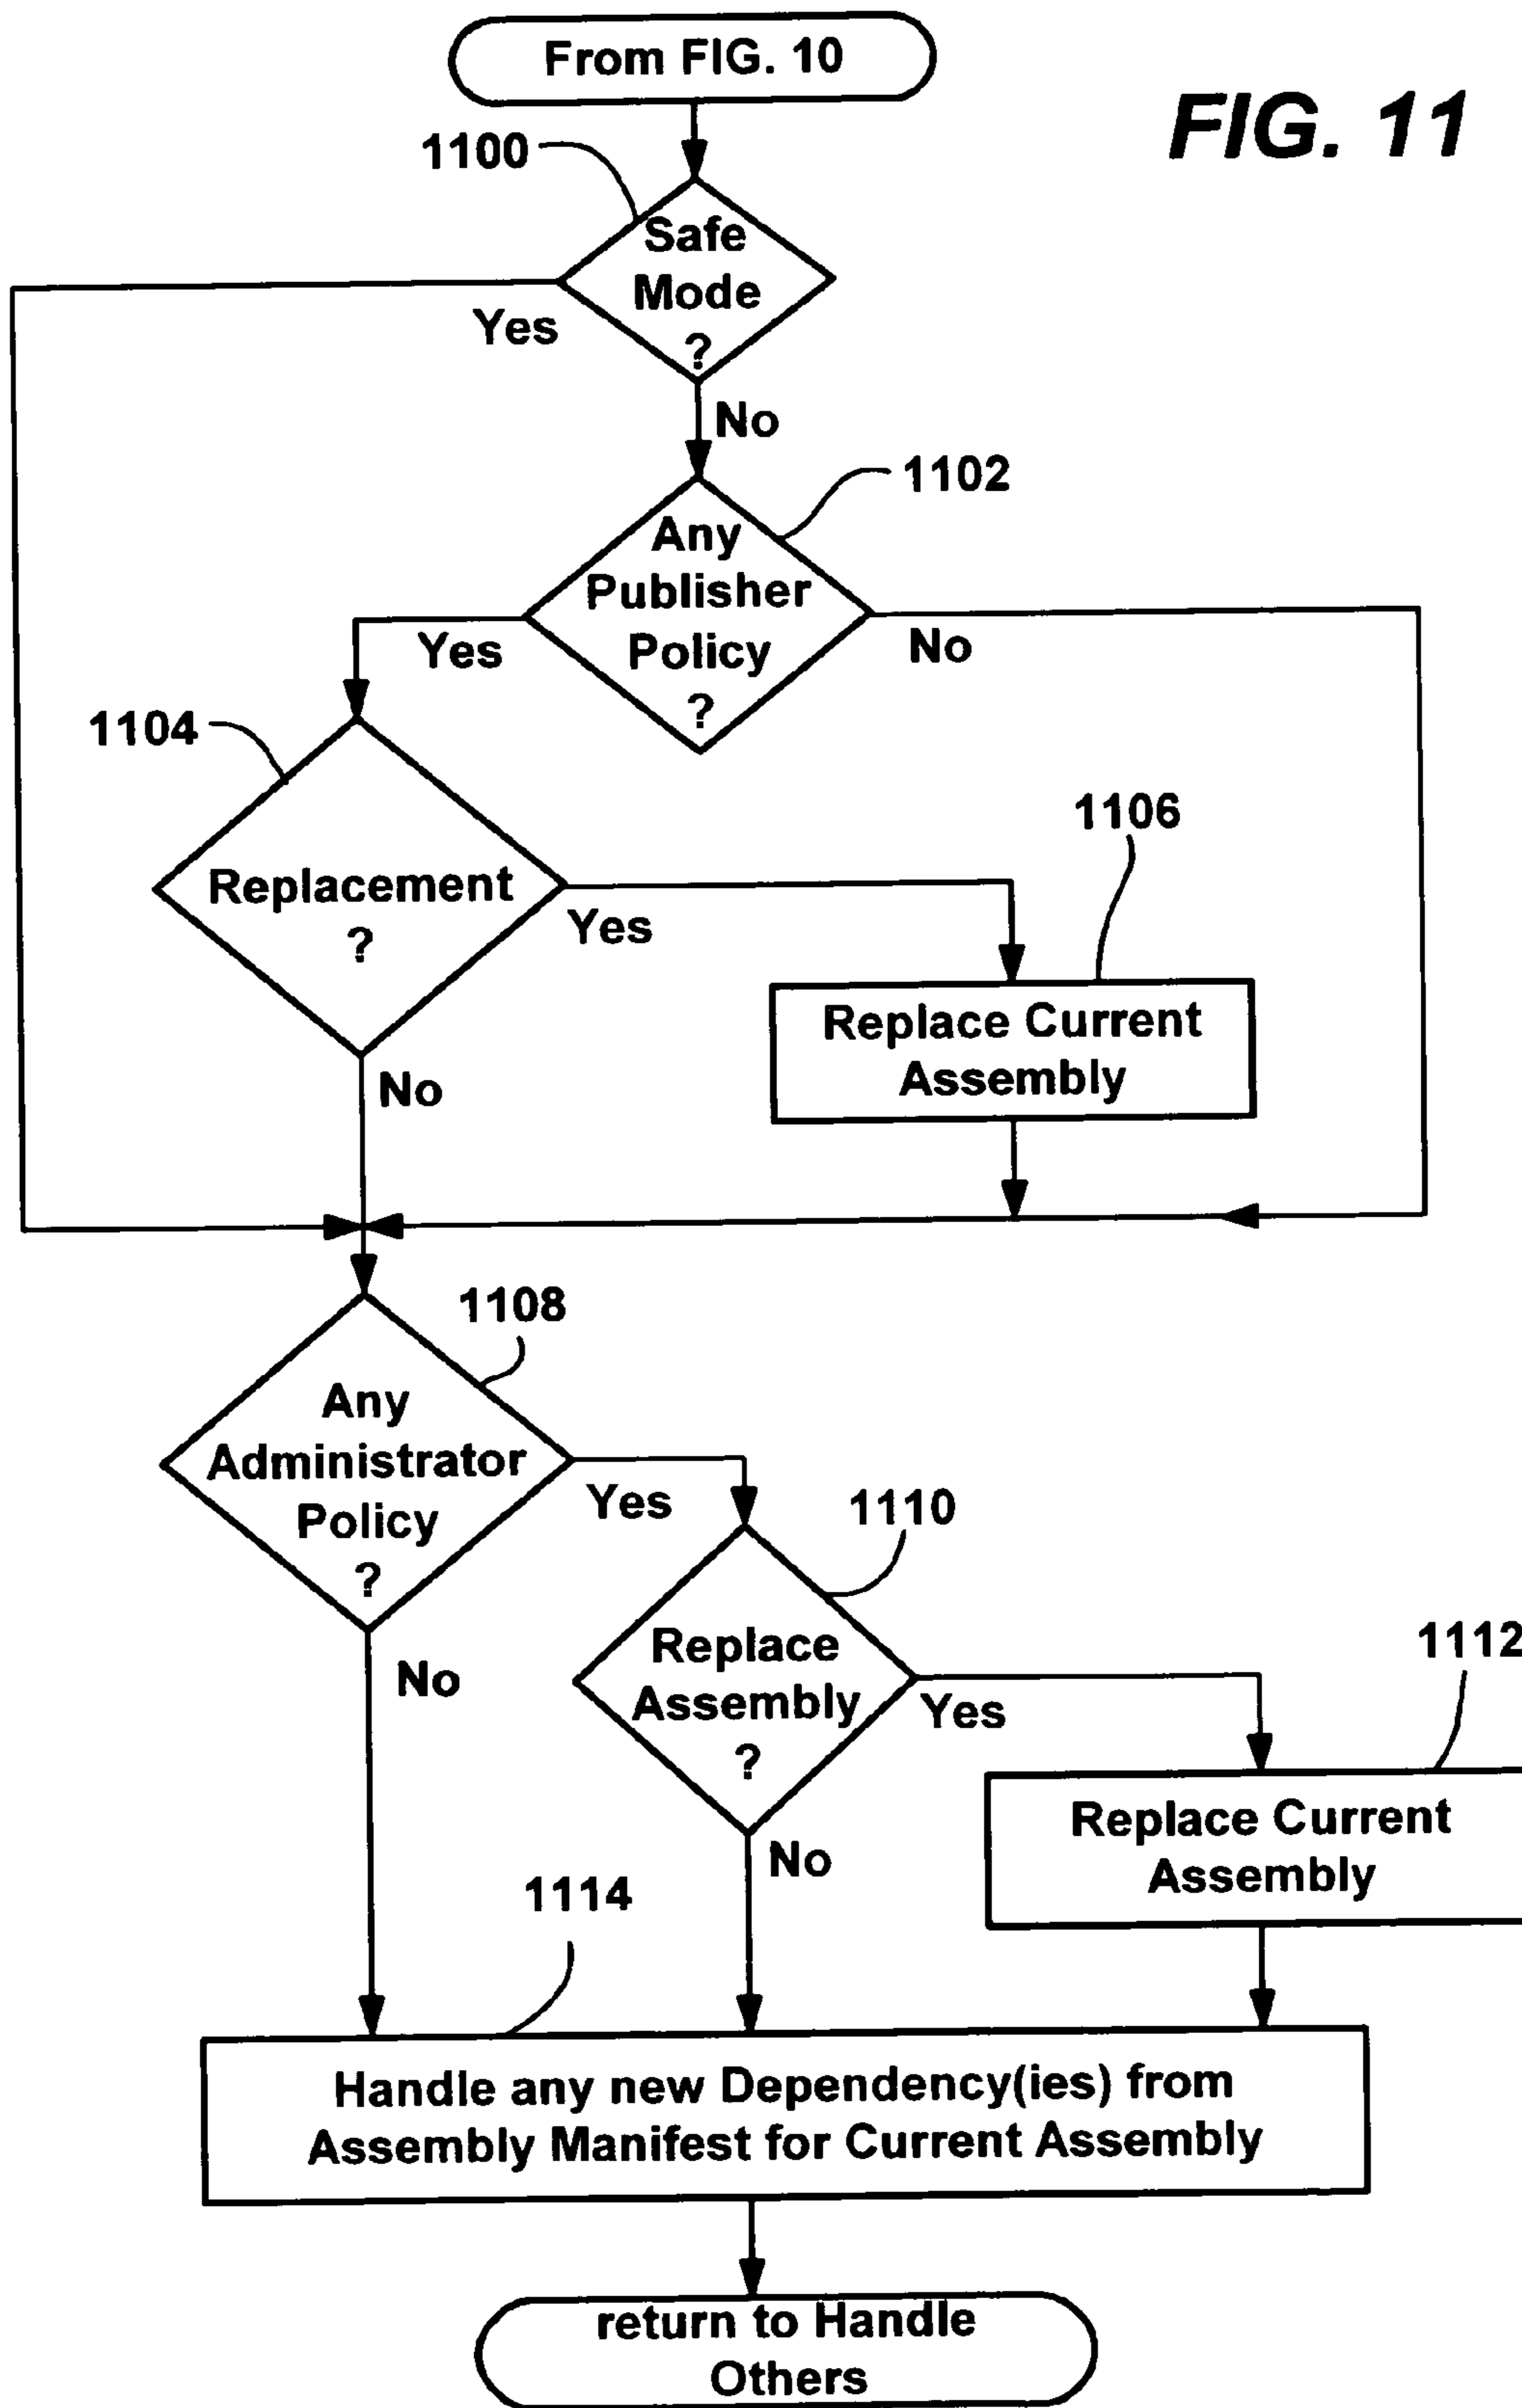 From FIG. 10
FIG. 11
1100
Safe
Mode
?
Yes
No
1102
Any
Publisher
Policy
?
Yes
No
1104
Replacement
?
Yes
No
1106
Replace Current
Assembly
1108
Any
Administrator
Policy
?
Yes
No
1110
Replace
Assembly
?
Yes
No
1112
Replace Current
Assembly
1114
Handle any new Dependency(ies) from
Assembly Manifest for Current Assembly
return to Handle
Others